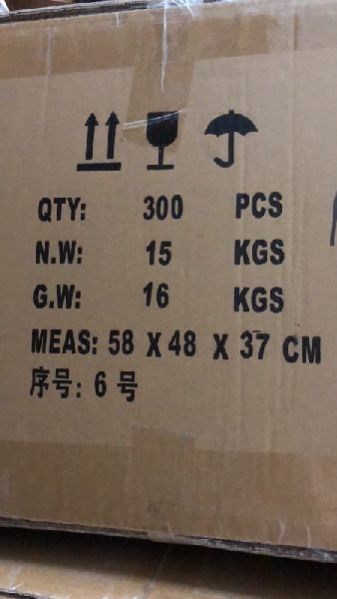 QTY: 300 PCS
N.W: 15 KGS
G.W: 16 KGS
MEAS: 58 X 48 X 37 CM
序号: 6 号